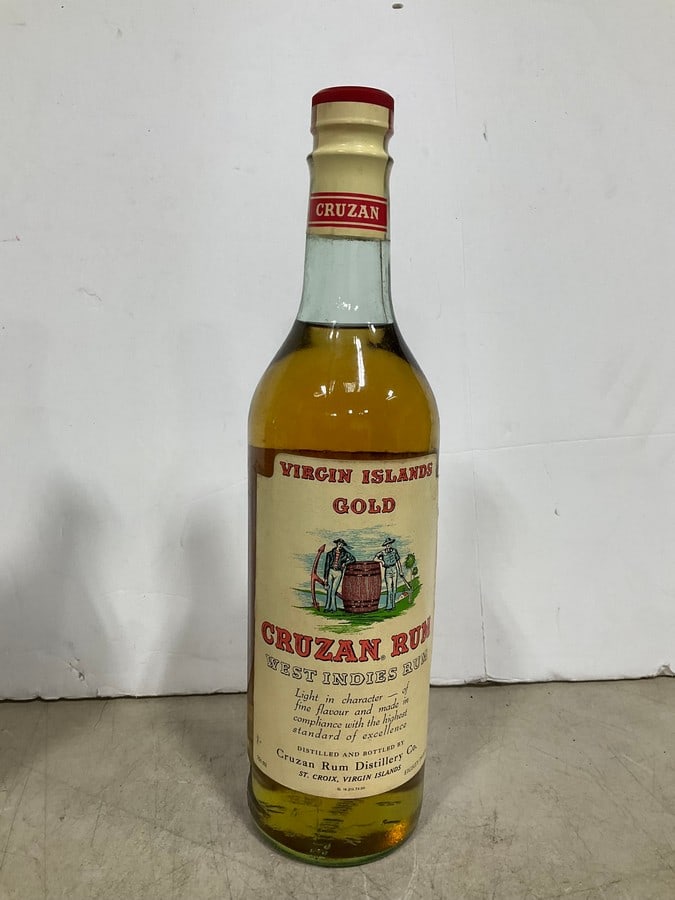 CRUZAN
VIRGIN ISLANDS
GOLD
CRUZAN® RUM
WEST INDIES RUM
Light in character — of
fine flavour and made in
compliance with the highest
standard of excellence
DISTILLED AND BOTTLED BY
Cruzan Rum Distillery Co.
ST. CROIX, VIRGIN ISLANDS